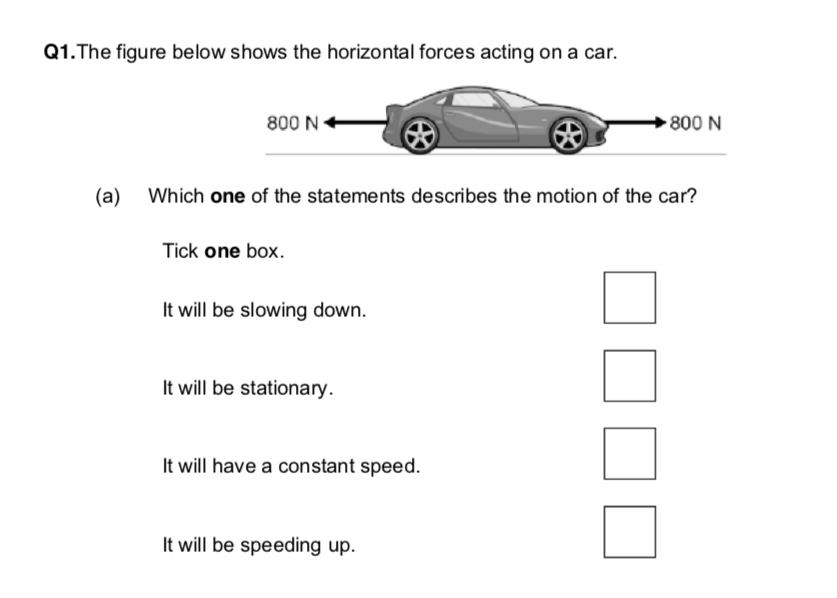 Q1.The figure below shows the horizontal forces acting on a car.
800 N 800 N
(a) Which one of the statements describes the motion of the car?
Tick one box.
It will be slowing down.
It will be stationary.
It will have a constant speed.
It will be speeding up.